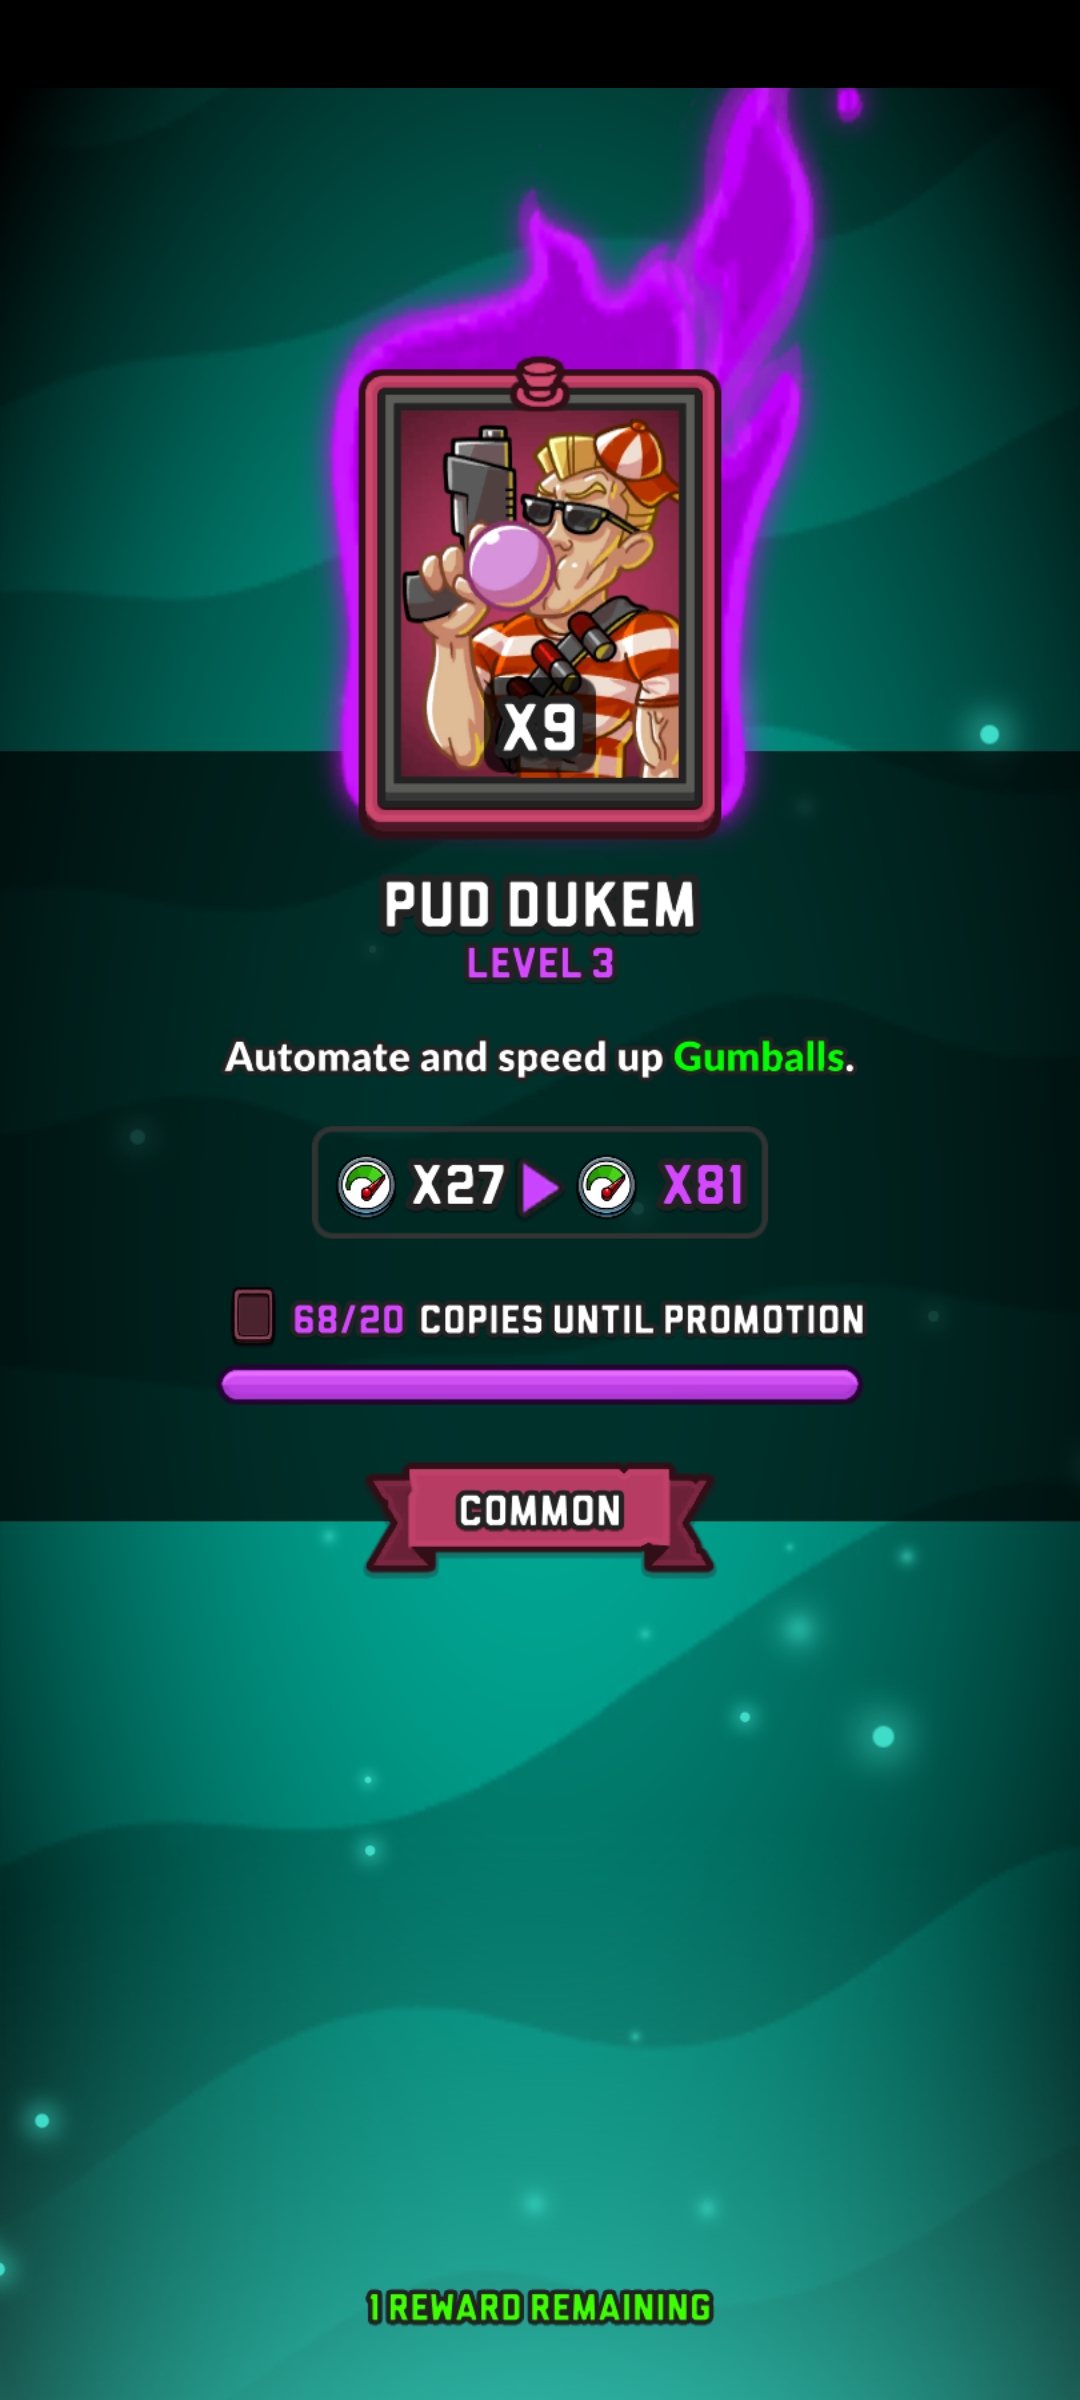 X9
PUD DUKEM
LEVEL 3
Automate and speed up Gumballs.
X27 X81
68/20 COPIES UNTIL PROMOTION
COMMON
1 REWARD REMAINING